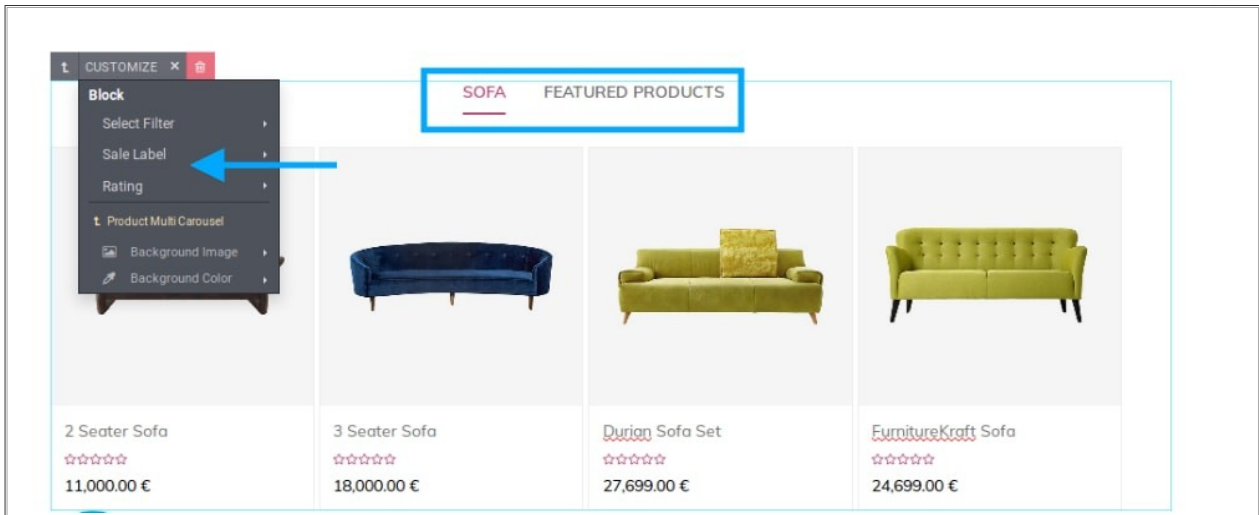 CUSTOMIZE ×
Block
Select Filter
Sale Label
Rating
Product Multi Carousel
Background Image
Background Color
SOFA FEATURED PRODUCTS
2 Seater Sofa
11,000.00 €
3 Seater Sofa
18,000.00 €
Durian Sofa Set
27,699.00 €
FurnitureKraft Sofa
24,699.00 €